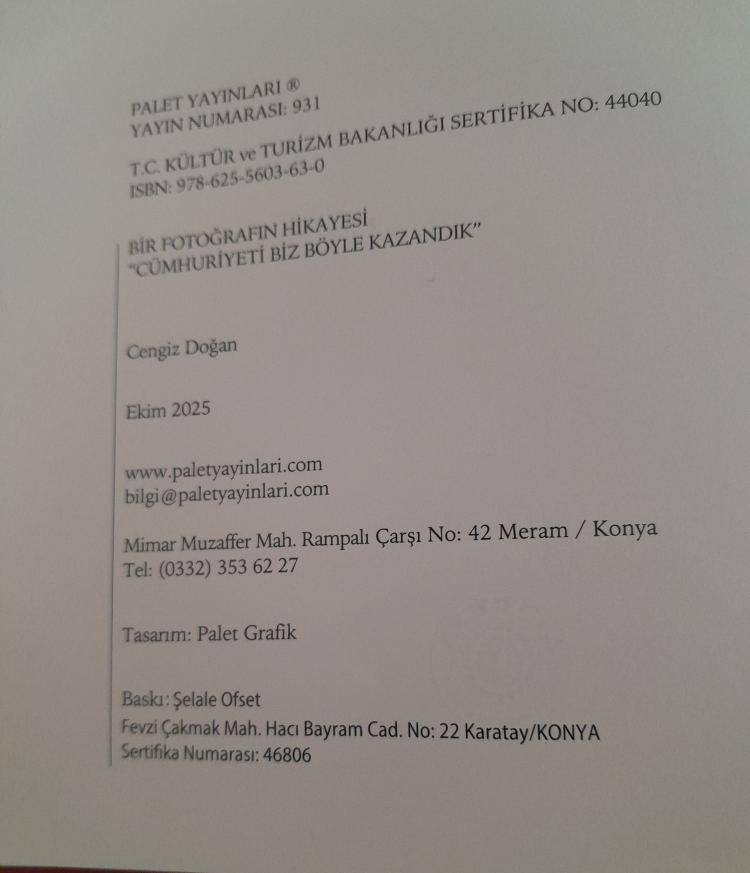 PALET YAYINLARI ®
YAYIN NUMARASI: 931
T.C. KÜLTÜR ve TURİZM BAKANLIĞI SERTİFİKA NO: 44040
ISBN: 978-625-5603-63-0
BİR FOTOĞRAFIN HİKAYESİ
“CÜMHURİYETİ BİZ BÖYLE KAZANDIK”
Cengiz Doğan
Ekim 2025
www.paletyayinlari.com
bilgi@paletyayinlari.com
Mimar Muzaffer Mah. Rampalı Çarşı No: 42 Meram / Konya
Tel: (0332) 353 62 27
Tasarım: Palet Grafik
Baskı: Şelale Ofset
Fevzi Çakmak Mah. Hacı Bayram Cad. No: 22 Karatay/KONYA
Sertifika Numarası: 46806